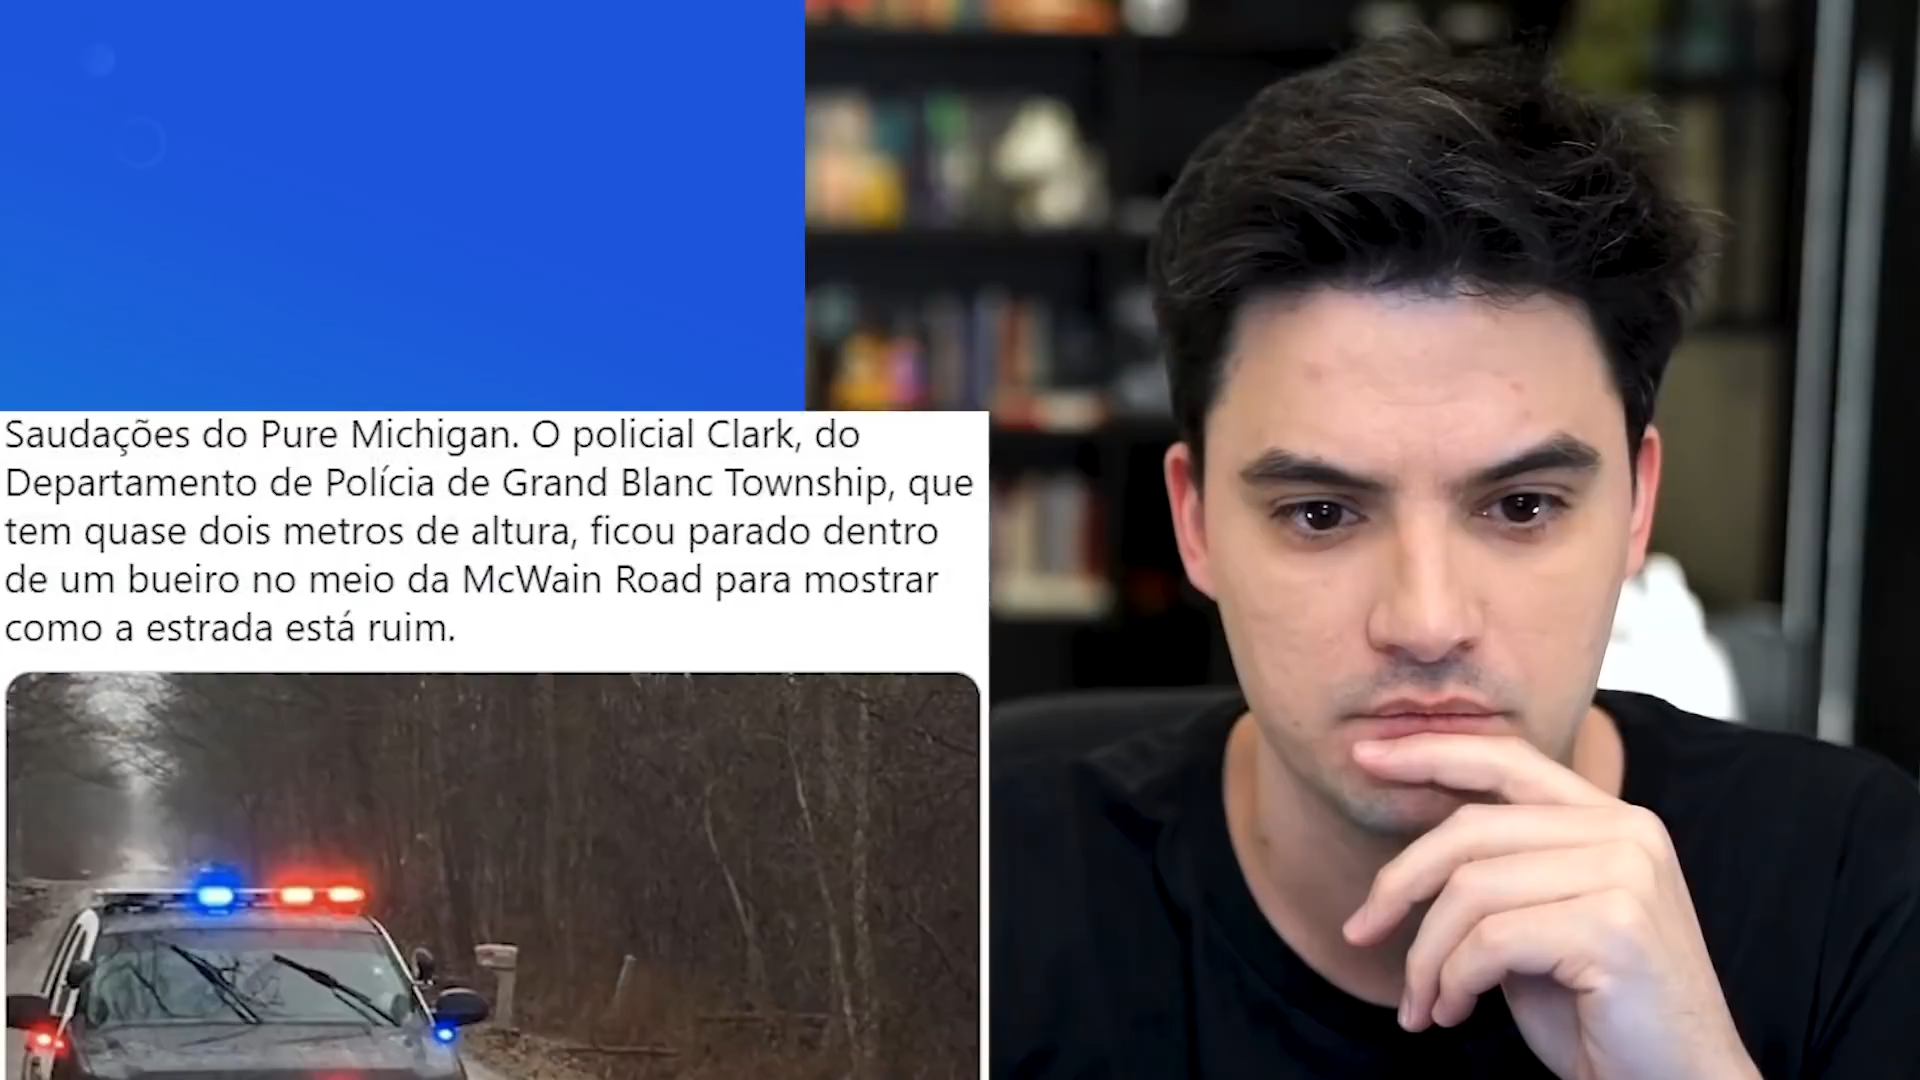 Saudações do Pure Michigan. O policial Clark, do
Departamento de Polícia de Grand Blanc Township, que
tem quase dois metros de altura, ficou parado dentro
de um bueiro no meio da McWain Road para mostrar
como a estrada está ruim.